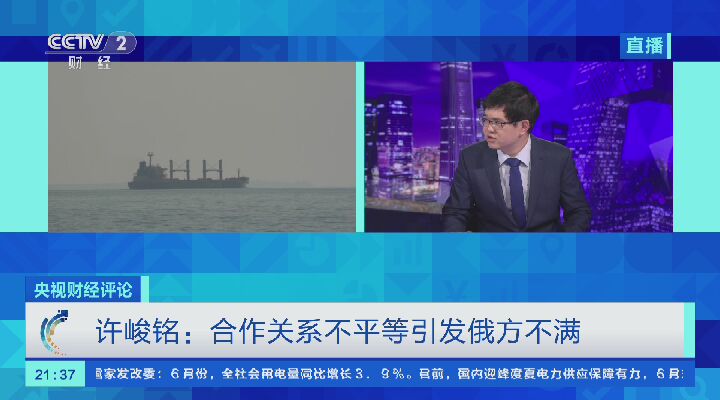 CCTV 2
财经
直播
央视财经评论
许峻铭：合作关系不平等引发俄方不满
21:37
家发改委：6月份，全社会用电量同比增长3．9％。目前，国内迎峰度夏电力供应保障有力，6月